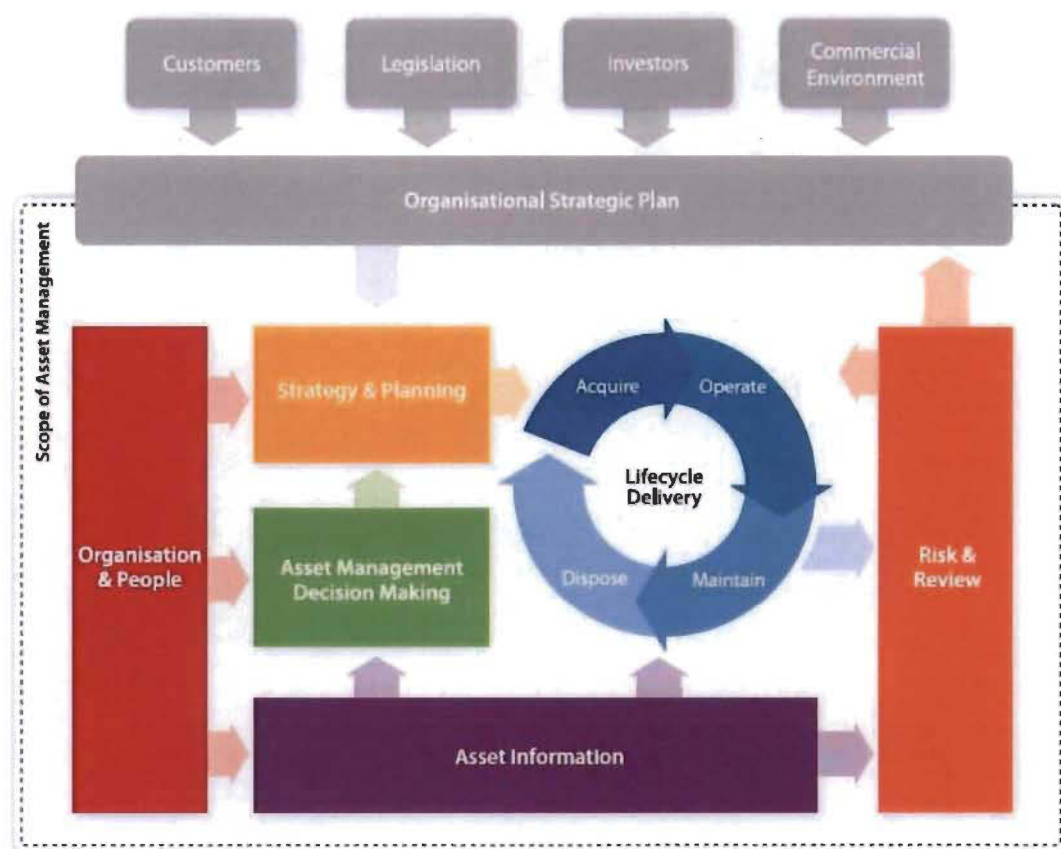 Customers
Legislation
Investors
Commercial
Environment
Organisational Strategic Plan
Scope of Asset Management
Strategy & Planning
Acquire
Operate
Lifecycle
Delivery
Organisation
& People
Asset Management
Decision Making
Dispose
Maintain
Risk &
Review
Asset Information